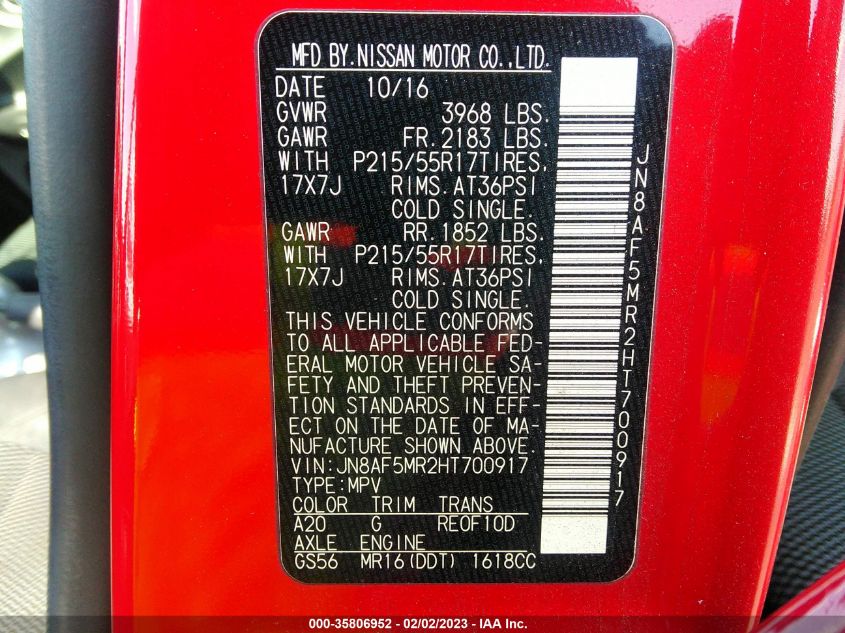 MFD BY.NISSAN MOTOR CO.,LTD.
DATE 10/16
GVWR 3968 LBS.
GAWR FR.2183 LBS.
WITH P215/55R17TIRES,
17X7J RIMS.AT36PSI
COLD SINGLE.
GAWR RR.1852 LBS.
WITH P215/55R17TIRES,
17X7J RIMS.AT36PSI
COLD SINGLE.
THIS VEHICLE CONFORMS
TO ALL APPLICABLE FED-
ERAL MOTOR VEHICLE SA-
FETY AND THEFT PREVEN-
TION STANDARDS IN EFF-
ECT ON THE DATE OF MA-
NUFACTURE SHOWN ABOVE.
VIN:JN8AF5MR2HT700917
TYPE:MPV
COLOR TRIM TRANS
A20 G RE0F10D
AXLE ENGINE
GS56 MR16(DDT) 1618CC
JN8AF5MR2HT700917
000-35806952 - 02/02/2023 - IAA Inc.